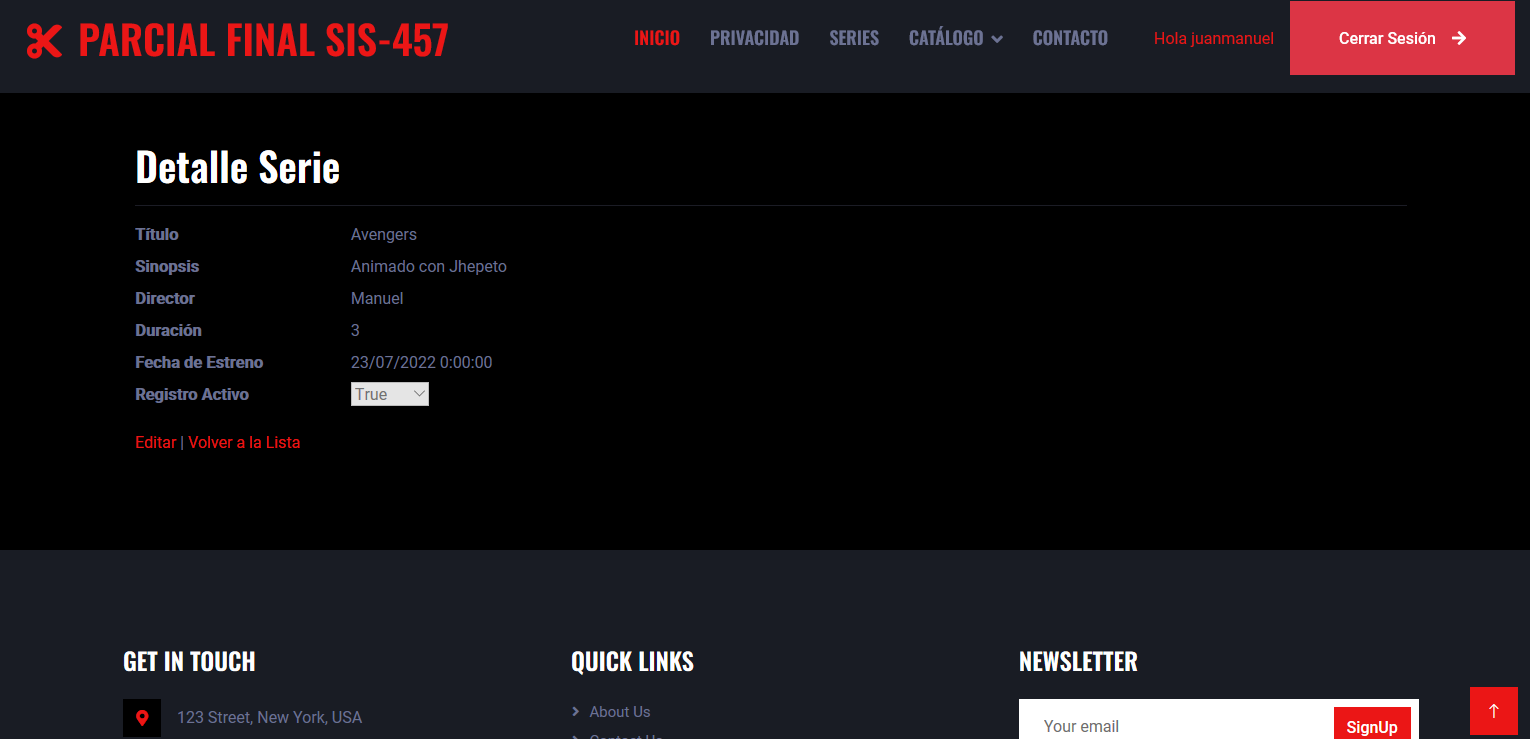 PARCIAL FINAL SIS-457
INICIO PRIVACIDAD SERIES CATÁLOGO CONTACTO Hola juanmanuel Cerrar Sesión
Detalle Serie
Título Avengers
Sinopsis Animado con Jhepeto
Director Manuel
Duración 3
Fecha de Estreno 23/07/2022 0:00:00
Registro Activo True
Editar | Volver a la Lista
GET IN TOUCH
123 Street, New York, USA
QUICK LINKS
About Us
Contact Us
NEWSLETTER
Your email SignUp